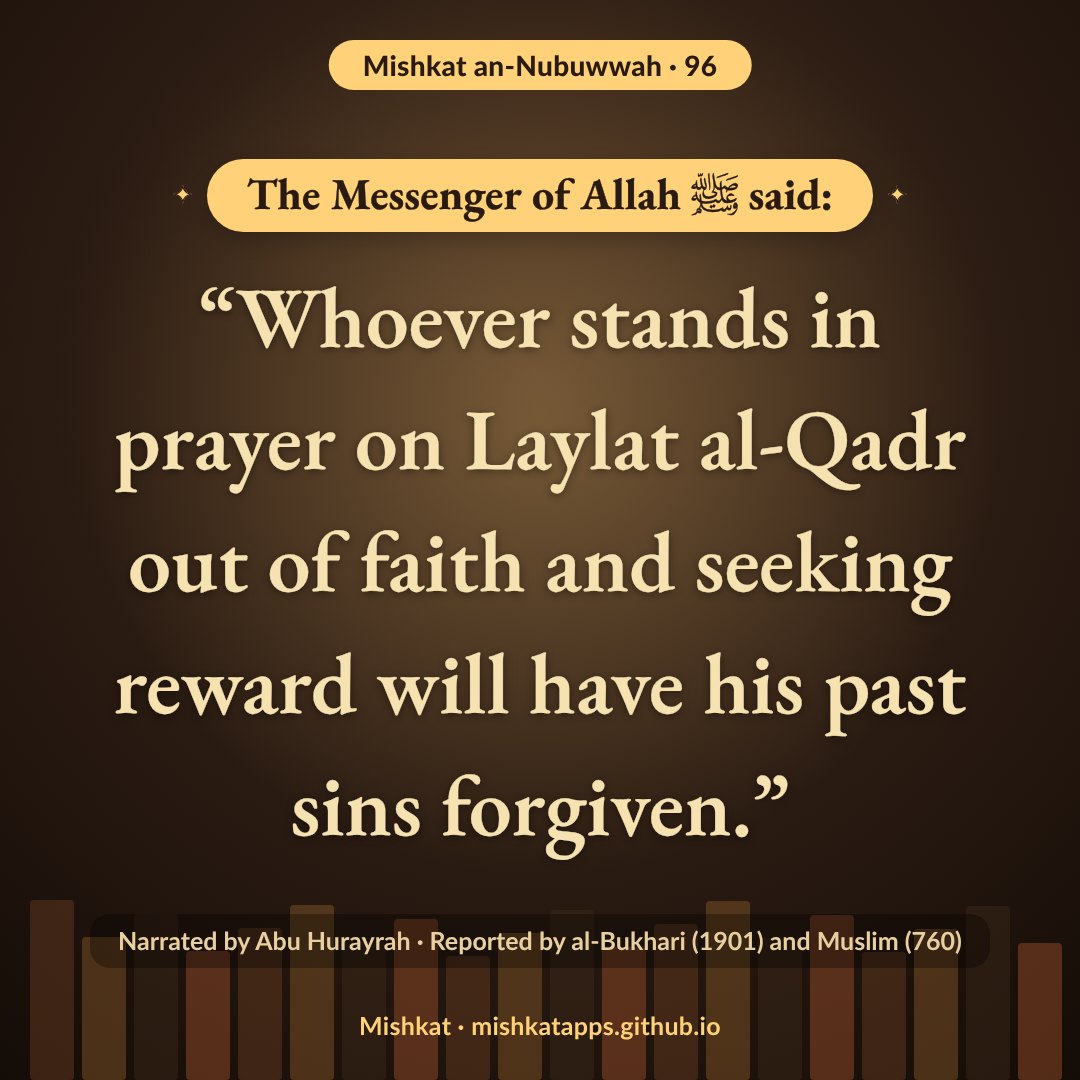 Mishkat an-Nubuwwah · 96
The Messenger of Allah ﷺ said:
“Whoever stands in
prayer on Laylat al-Qadr
out of faith and seeking
reward will have his past
sins forgiven.”
Narrated by Abu Hurayrah · Reported by al-Bukhari (1901) and Muslim (760)
Mishkat · mishkatapps.github.io